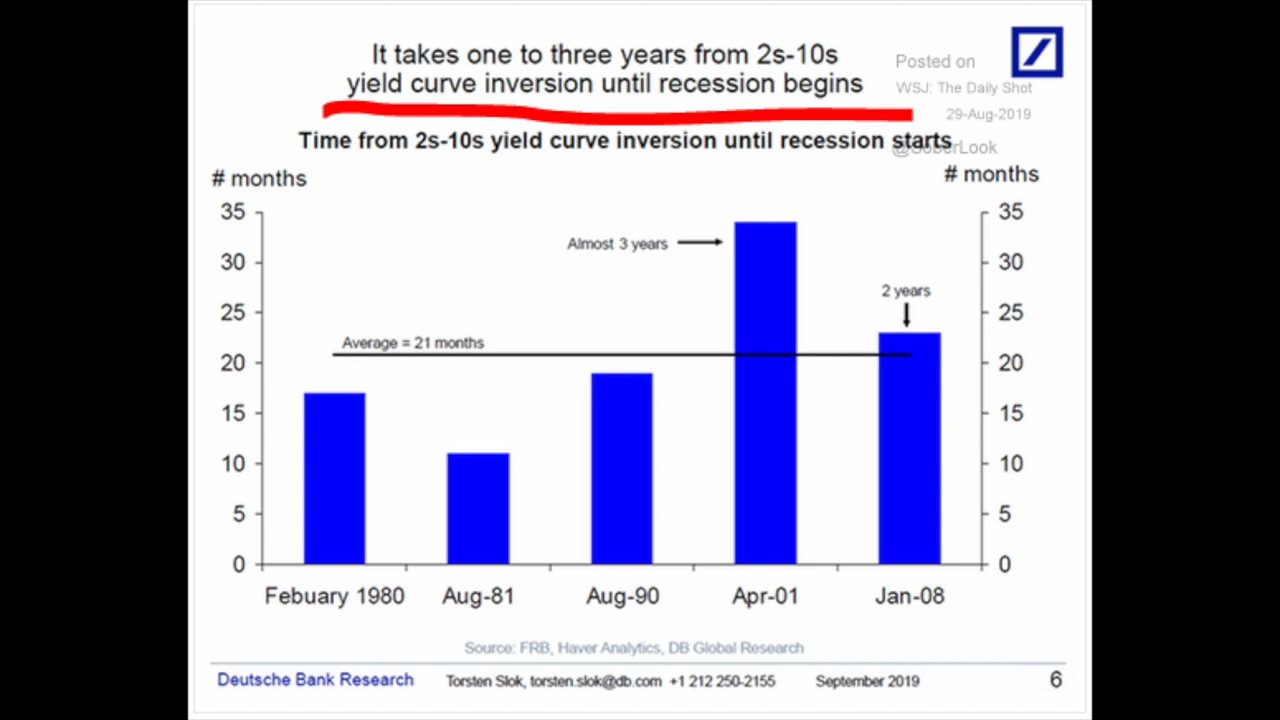 It takes one to three years from 2s-10s
yield curve inversion until recession begins
Posted on
WSJ: The Daily Shot
29-Aug-2019
@SoberLook
Time from 2s-10s yield curve inversion until recession starts
# months
# months
35
30
25
20
15
10
5
0
Almost 3 years
2 years
Average = 21 months
35
30
25
20
15
10
5
0
Febuary 1980
Aug-81
Aug-90
Apr-01
Jan-08
Source: FRB, Haver Analytics, DB Global Research
Deutsche Bank Research
Torsten Slok, torsten.slok@db.com +1 212 250-2155
September 2019
6